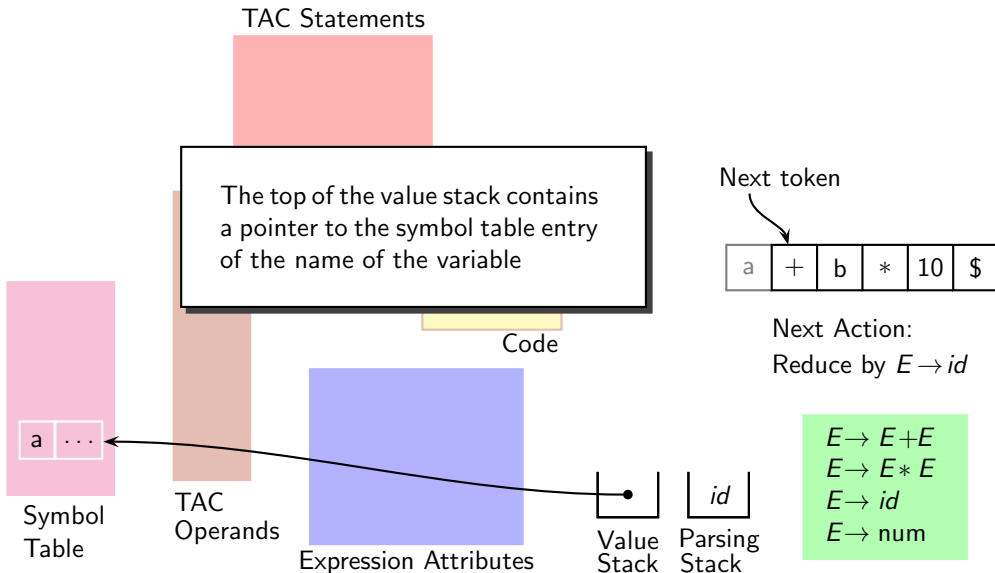 TAC Statements
The top of the value stack contains
a pointer to the symbol table entry
of the name of the variable
Next token
a + b * 10 $
Next Action:
Reduce by E → id
Code
a · · ·
E → E + E
E → E * E
E → id
E → num
id
Symbol
Table
TAC
Operands
Expression Attributes
Value
Stack
Parsing
Stack